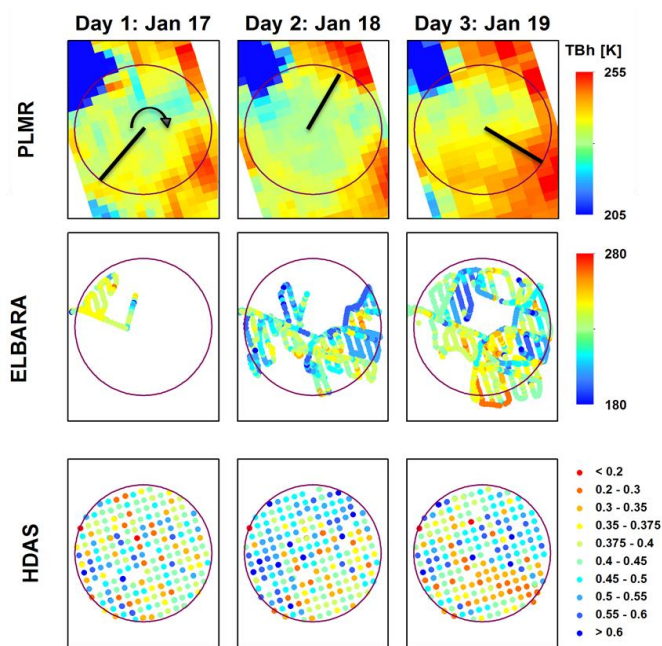 Day 1: Jan 17 Day 2: Jan 18 Day 3: Jan 19
TBh [K]
PLMR
255
205
ELBARA
280
180
HDAS
< 0.2
0.2 - 0.3
0.3 - 0.35
0.35 - 0.375
0.375 - 0.4
0.4 - 0.45
0.45 - 0.5
0.5 - 0.55
0.55 - 0.6
> 0.6